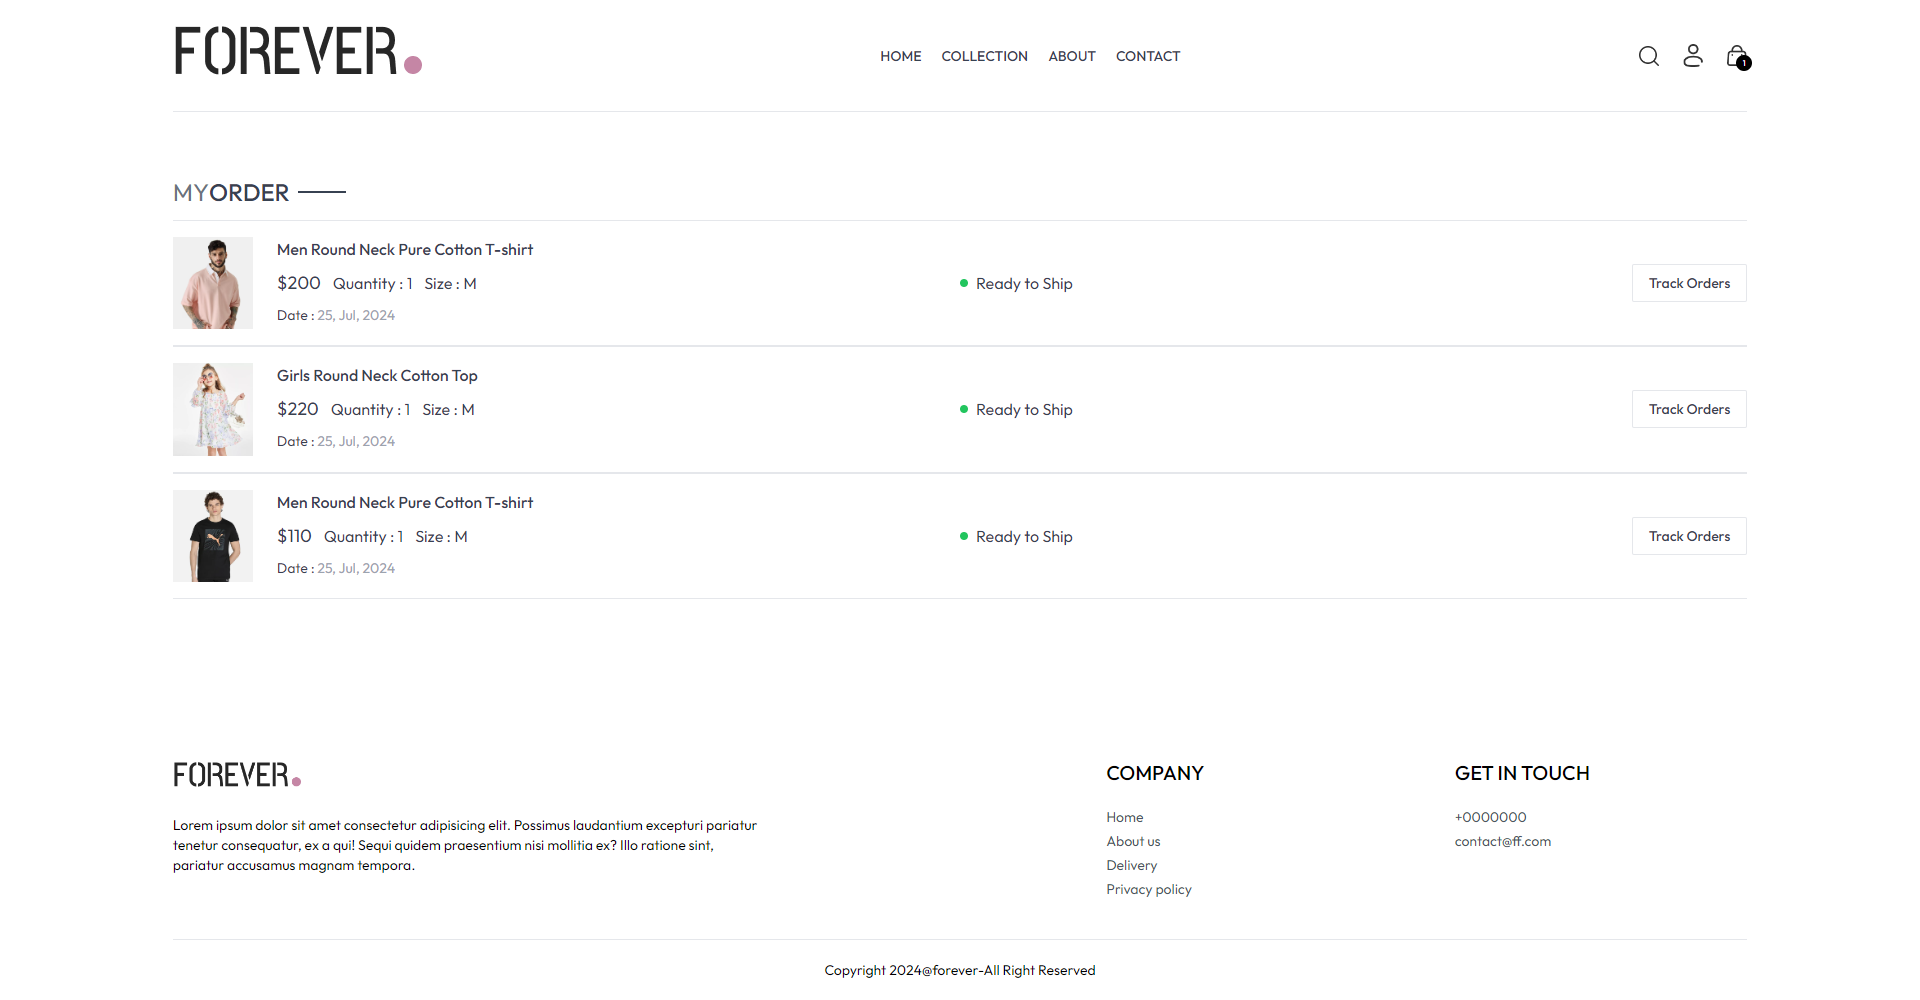 FOREVER.
HOME COLLECTION ABOUT CONTACT
1
MYORDER
Men Round Neck Pure Cotton T-shirt
$200 Quantity : 1 Size : M
Date : 25, Jul, 2024
Ready to Ship
Track Orders
Girls Round Neck Cotton Top
$220 Quantity : 1 Size : M
Date : 25, Jul, 2024
Ready to Ship
Track Orders
Men Round Neck Pure Cotton T-shirt
$110 Quantity : 1 Size : M
Date : 25, Jul, 2024
Ready to Ship
Track Orders
FOREVER.
Lorem ipsum dolor sit amet consectetur adipisicing elit. Possimus laudantium excepturi pariatur
tenetur consequatur, ex a qui! Sequi quidem praesentium nisi mollitia ex? Illo ratione sint,
pariatur accusamus magnam tempora.
COMPANY
Home
About us
Delivery
Privacy policy
GET IN TOUCH
+0000000
contact@ff.com
Copyright 2024@forever-All Right Reserved